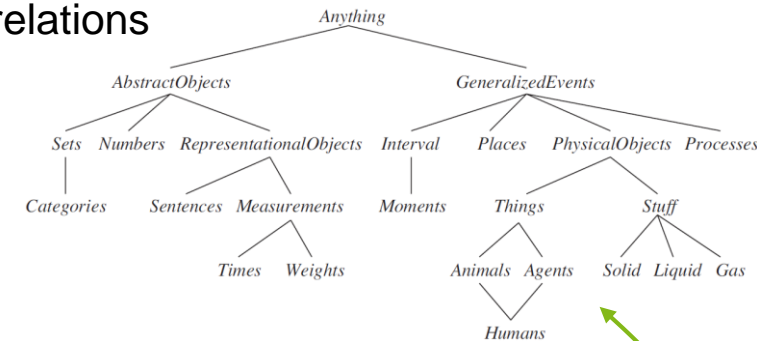 relations
Anything
AbstractObjects GeneralizedEvents
Sets Numbers RepresentationalObjects Interval Places PhysicalObjects Processes
Categories Sentences Measurements Moments Things Stuff
Times Weights Animals Agents Solid Liquid Gas
Humans